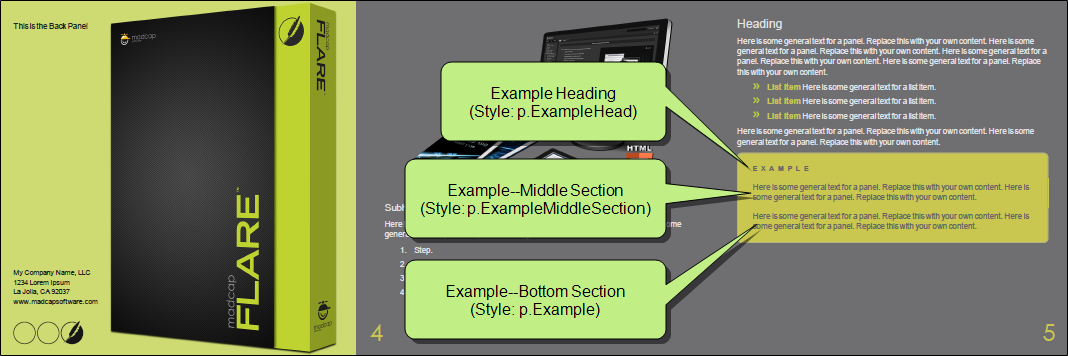 This is the Back Panel
madcap
FLARE
madcap
FLARE™
madcap
My Company Name, LLC
1234 Lorem Ipsum
La Jolla, CA 92037
www.madcapsoftware.com
HTML
Example Heading
(Style: p.ExampleHead)
Example--Middle Section
(Style: p.ExampleMiddleSection)
Example--Bottom Section
(Style: p.Example)
Here
1. Step.
2
3
4
4
Heading
Here is some general text for a panel. Replace this with your own content. Here is some
general text for a panel. Replace this with your own content. Here is some general text for a
panel. Replace this with your own content. Here is some general text for a panel. Replace
this with your own content.
» List Item Here is some general text for a list item.
» List Item Here is some general text for a list item.
» List Item Here is some general text for a list item.
Here is some general text for a panel. Replace this with your own content. Here is some
general text for a panel. Replace this with your own content.
EXAMPLE
Here is some general text for a panel. Replace this with your own content. Here is
some general text for a panel. Replace this with your own content.
Here is some general text for a panel. Replace this with your own content. Here is
some general text for a panel. Replace this with your own content.
5